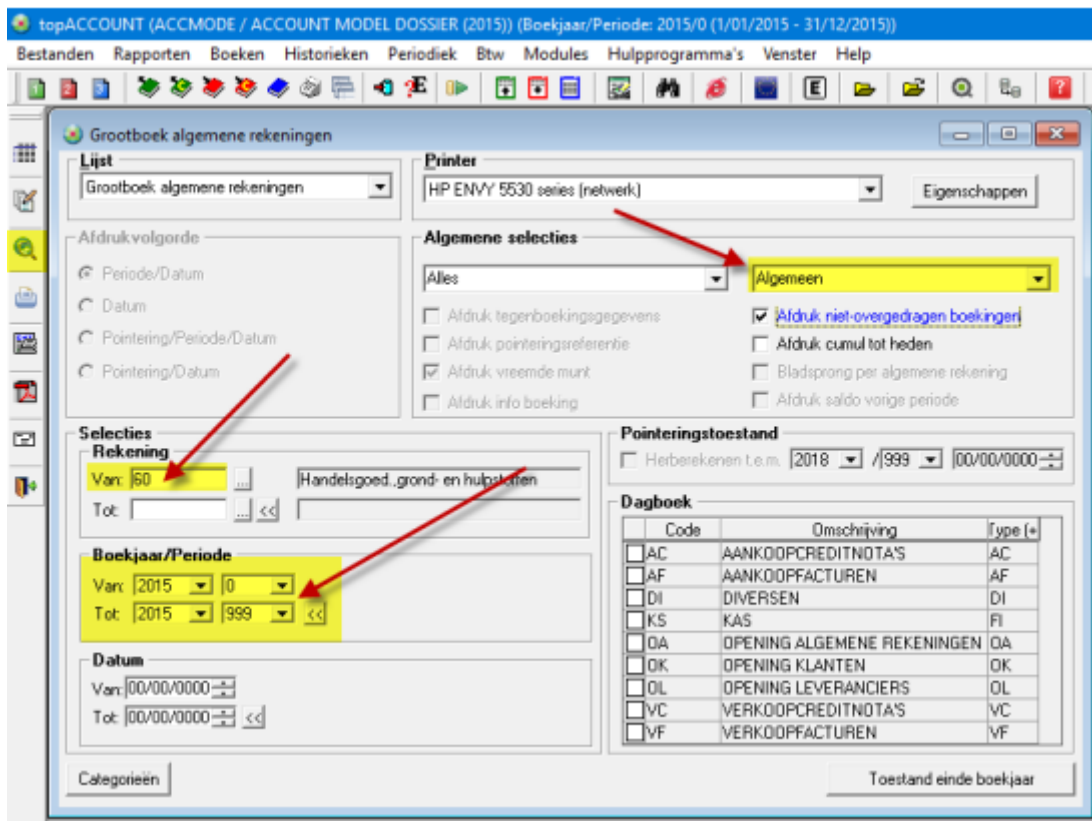 topACCOUNT (ACCMODE / ACCOUNT MODEL DOSSIER (2015)) (Boekjaar/Periode: 2015/0 (1/01/2015 - 31/12/2015))
Bestanden Rapporten Boeken Historieken Periodiek Btw Modules Hulpprogramma's Venster Help
Grootboek algemene rekeningen
Lijst
Grootboek algemene rekeningen
Printer
HP ENVY 5530 series (netwerk)
Eigenschappen
Afdrukvolgorde
Periode/Datum
Datum
Pointering/Periode/Datum
Pointering/Datum
Algemene selecties
Alles
Algemeen
Afdruk tegenboekingsgegevens
Afdruk niet-overgedragen boekingen
Afdruk pointeringsreferentie
Afdruk cumul tot heden
Afdruk vreemde munt
Bladsprong per algemene rekening
Afdruk info boeking
Afdruk saldo vorige periode
Selecties
Rekening
Van: 60 ... Handelsgoed.,grond- en hulpstoffen
Tot: ... <<
Boekjaar/Periode
Van: 2015 0
Tot: 2015 999 <<
Datum
Van: 00/00/0000
Tot: 00/00/0000 <<
Pointeringstoestand
Herberekenen t.e.m. 2018 / 999 00/00/0000
Dagboek
Code Omschrijving Type (+
AC AANKOOPCREDITNOTA'S AC
AF AANKOOPFACTUREN AF
DI DIVERSEN DI
KS KAS FI
OA OPENING ALGEMENE REKENINGEN OA
OK OPENING KLANTEN OK
OL OPENING LEVERANCIERS OL
VC VERKOOPCREDITNOTA'S VC
VF VERKOOPFACTUREN VF
Categorieën
Toestand einde boekjaar